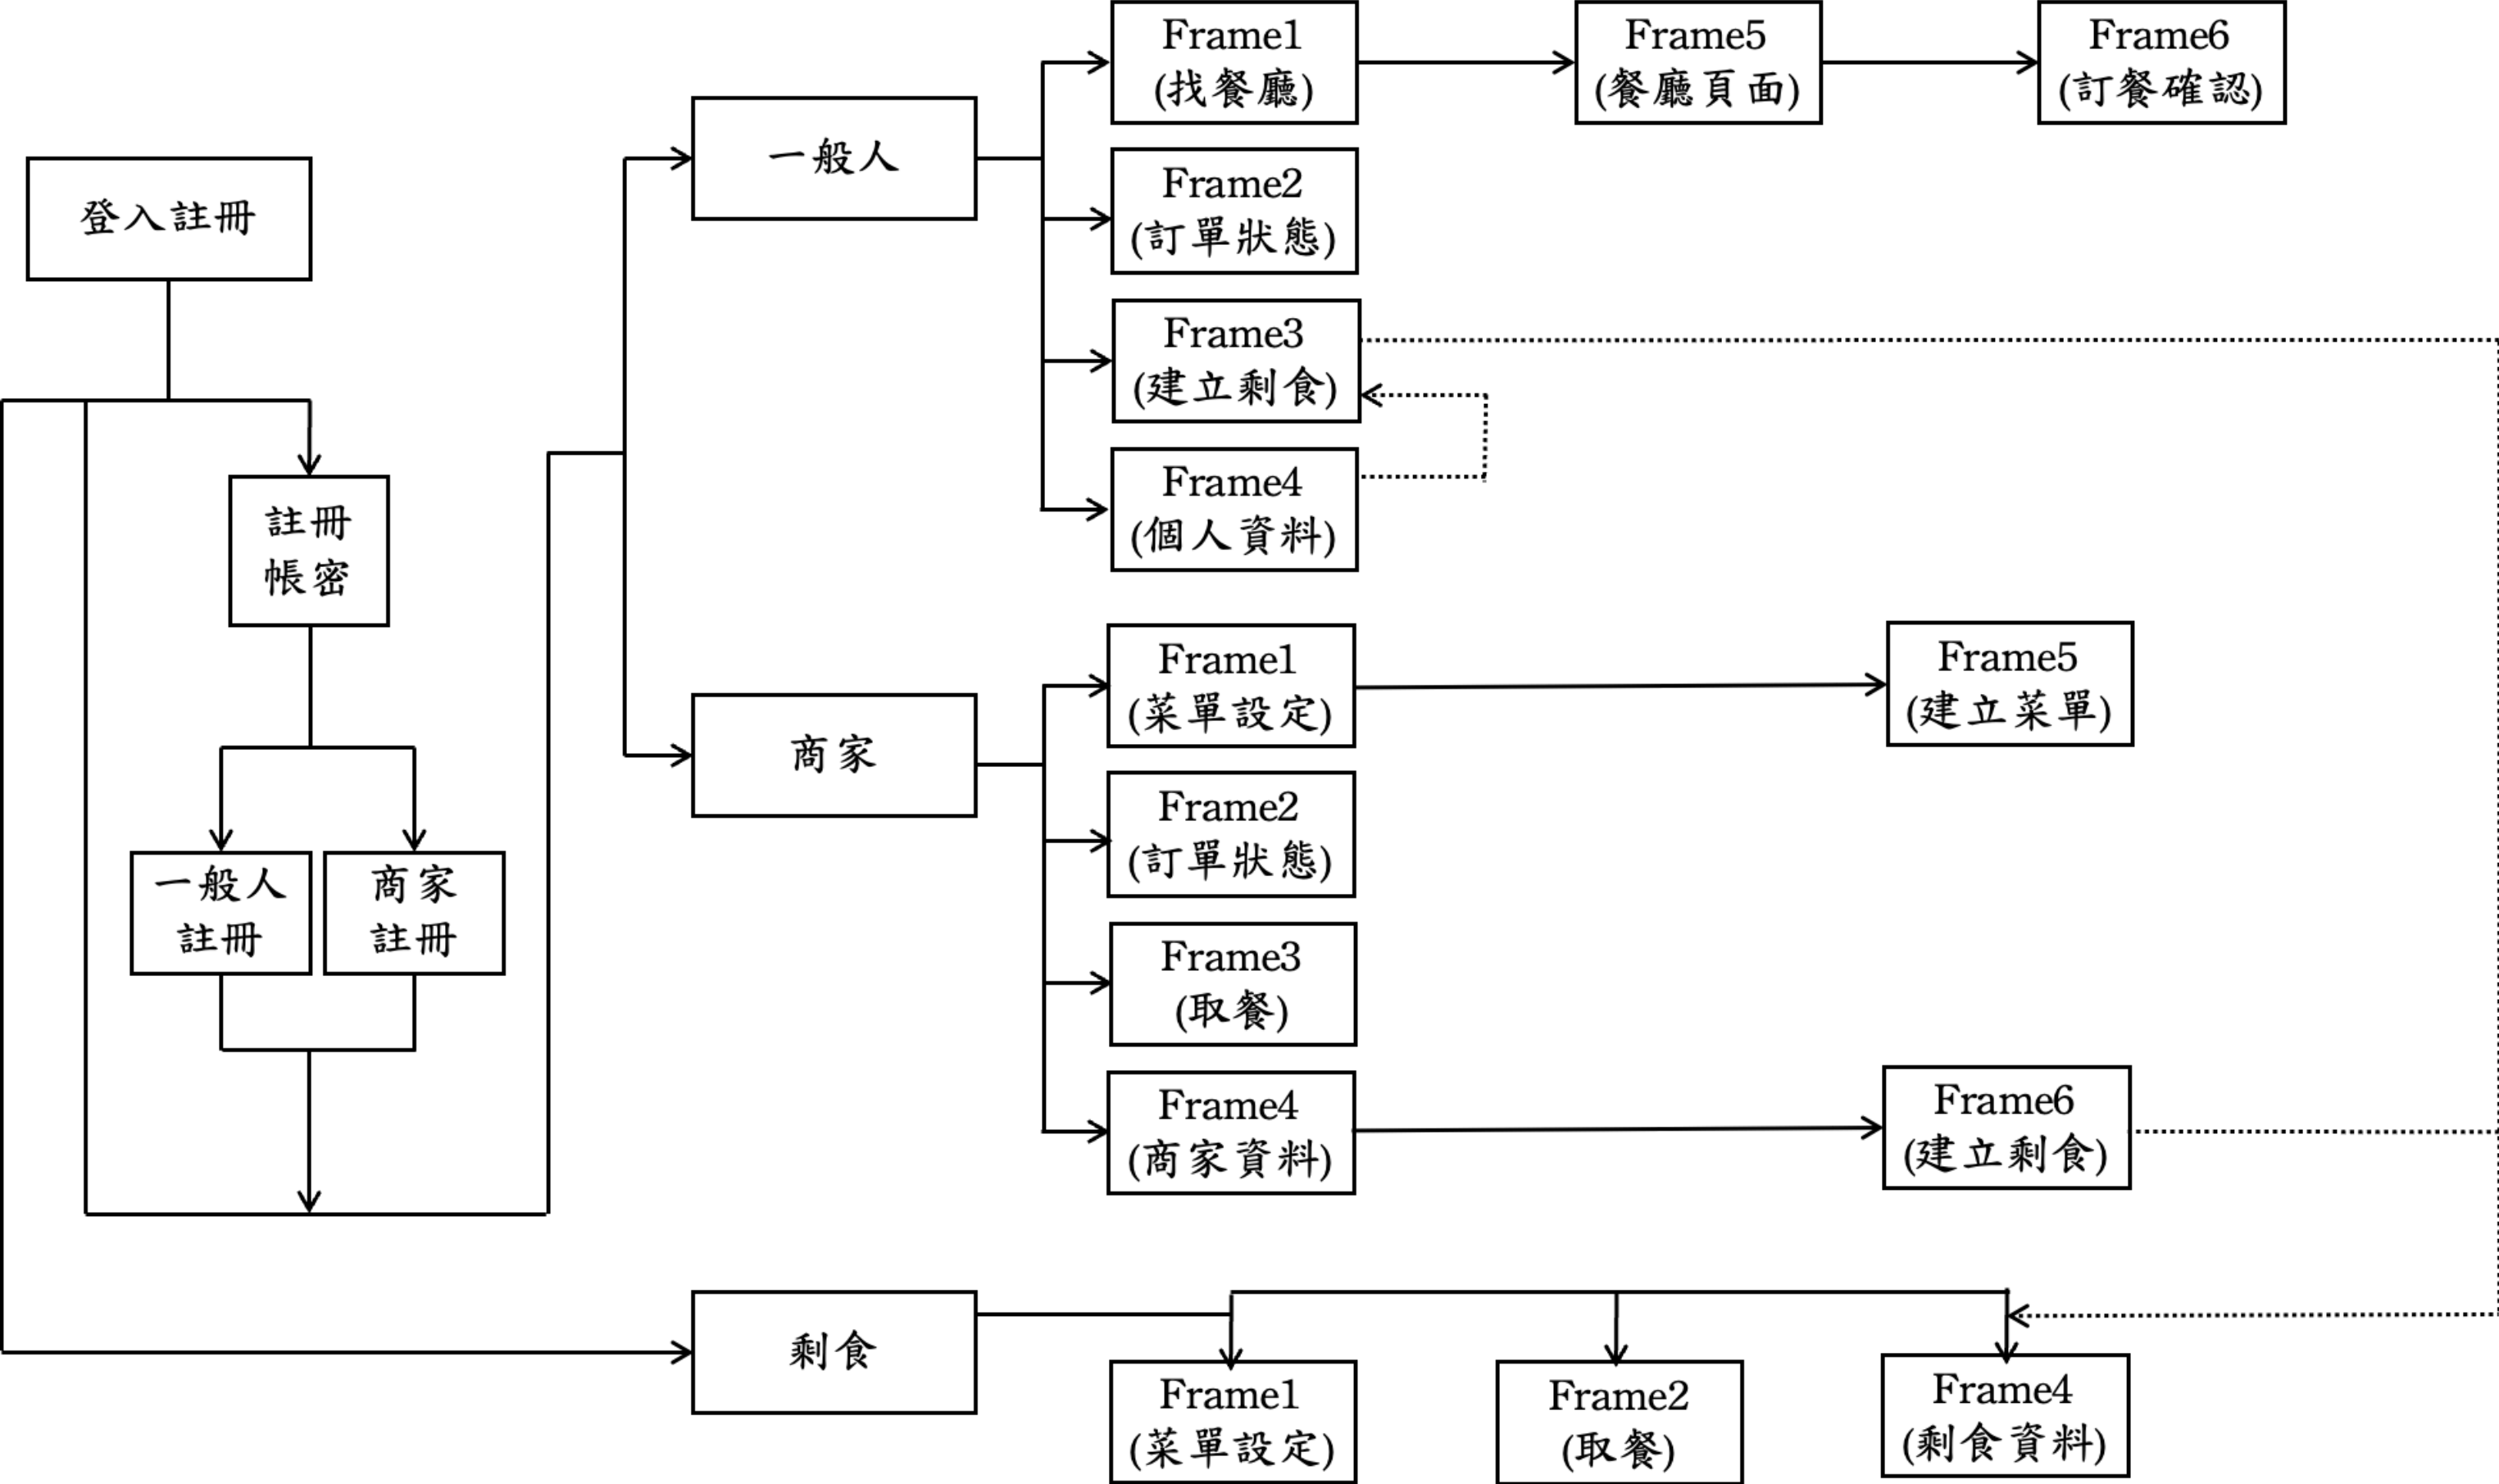 登入註冊
註冊
帳密
一般人
註冊
商家
註冊
一般人
Frame1
(找餐廳)
Frame5
(餐廳頁面)
Frame6
(訂餐確認)
Frame2
(訂單狀態)
Frame3
(建立剩食)
Frame4
(個人資料)
商家
Frame1
(菜單設定)
Frame5
(建立菜單)
Frame2
(訂單狀態)
Frame3
(取餐)
Frame4
(商家資料)
Frame6
(建立剩食)
剩食
Frame1
(菜單設定)
Frame2
(取餐)
Frame4
(剩食資料)